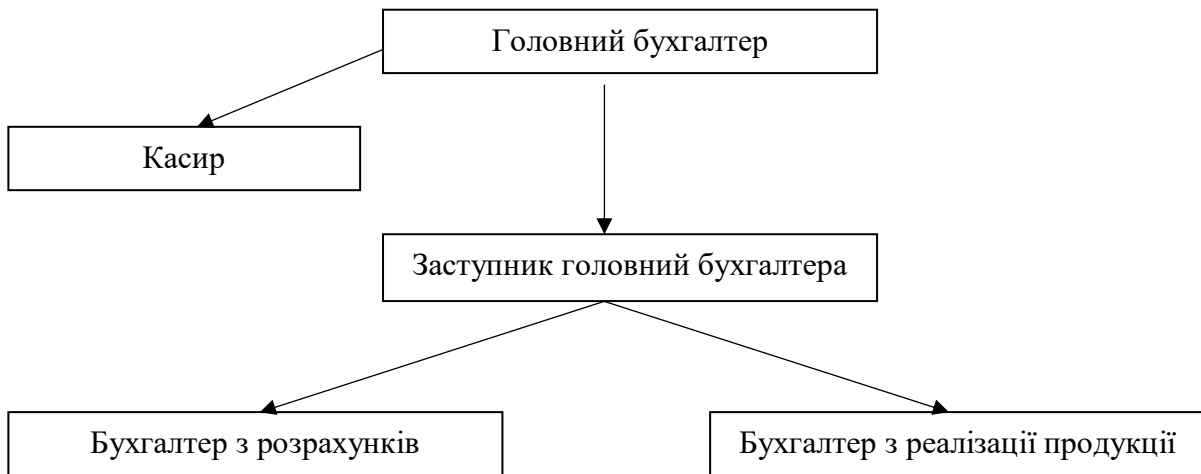 Головний бухгалтер
Касир
Заступник головний бухгалтера
Бухгалтер з розрахунків
Бухгалтер з реалізації продукції